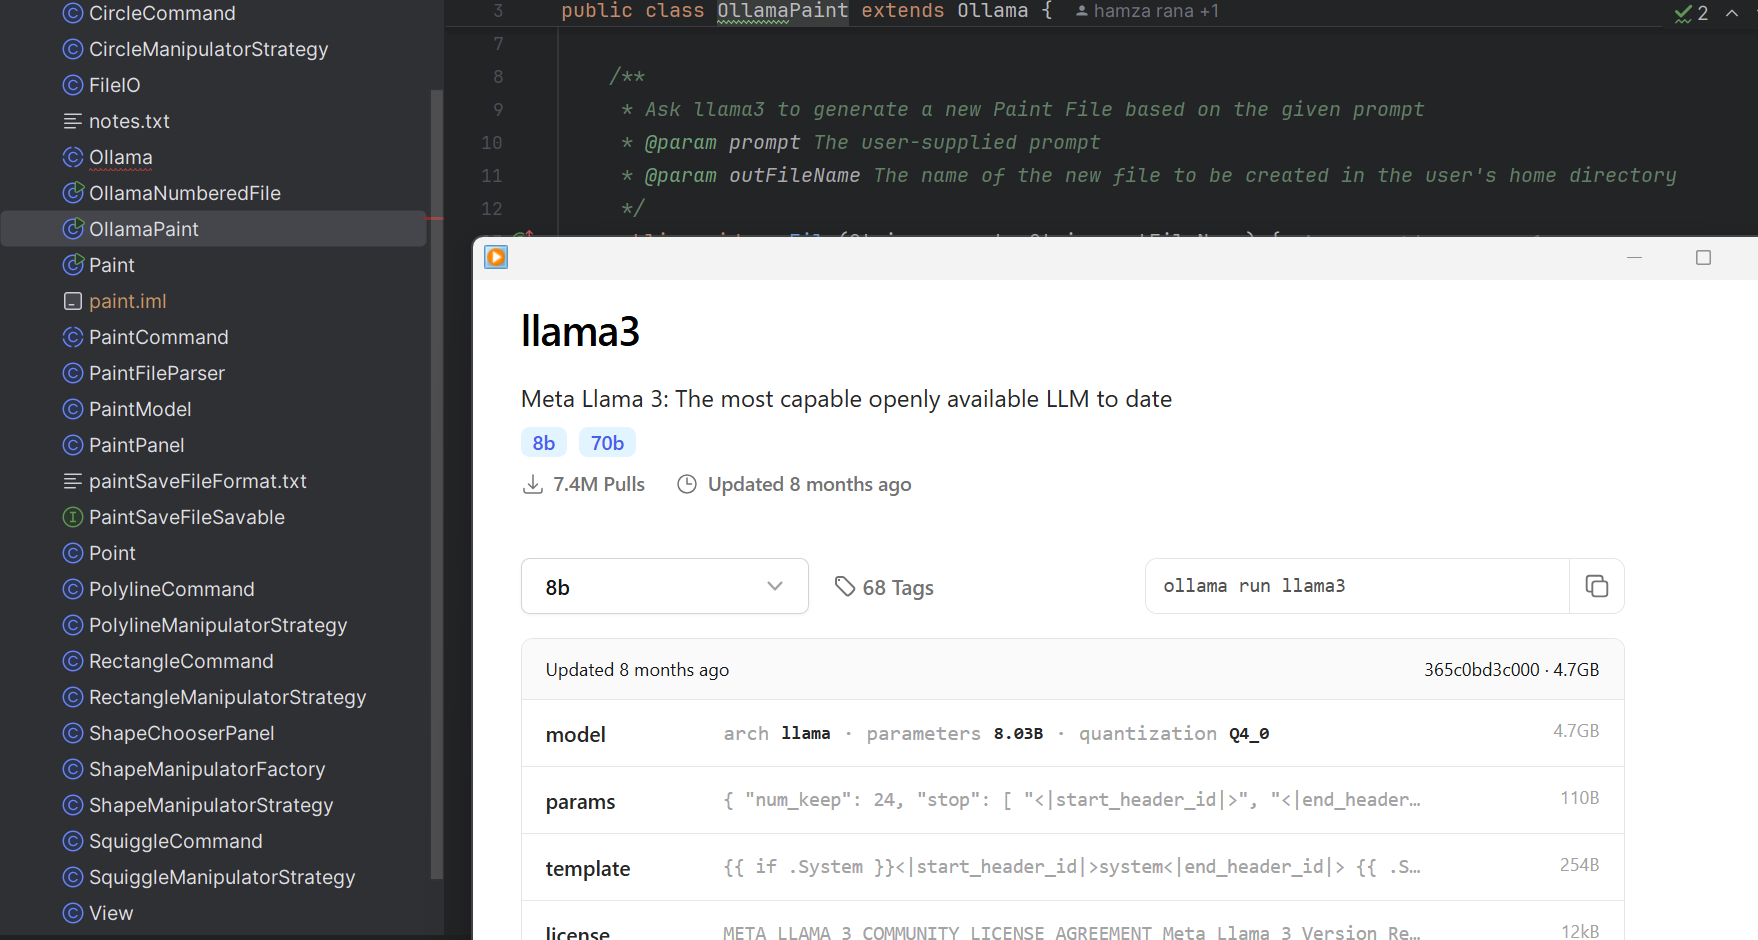 CircleCommand
CircleManipulatorStrategy
FileIO
notes.txt
Ollama
OllamaNumberedFile
OllamaPaint
Paint
paint.iml
PaintCommand
PaintFileParser
PaintModel
PaintPanel
paintSaveFileFormat.txt
PaintSaveFileSavable
Point
PolylineCommand
PolylineManipulatorStrategy
RectangleCommand
RectangleManipulatorStrategy
ShapeChooserPanel
ShapeManipulatorFactory
ShapeManipulatorStrategy
SquiggleCommand
SquiggleManipulatorStrategy
View
3 public class OllamaPaint extends Ollama { hamza rana +1 2
7
8 /**
9 * Ask llama3 to generate a new Paint File based on the given prompt
10 * @param prompt The user-supplied prompt
11 * @param outFileName The name of the new file to be created in the user's home directory
12 */
llama3
Meta Llama 3: The most capable openly available LLM to date
8b 70b
7.4M Pulls Updated 8 months ago
8b 68 Tags ollama run llama3
Updated 8 months ago 365c0bd3c000 · 4.7GB
model arch llama · parameters 8.03B · quantization Q4_0 4.7GB
params { "num_keep": 24, "stop": [ "<|start_header_id|>", "<|end_header… 110B
template {{ if .System }}<|start_header_id|>system<|end_header_id|> {{ .S… 254B
license META LLAMA 3 COMMUNITY LICENSE AGREEMENT Meta Llama 3 Version Re… 12kB